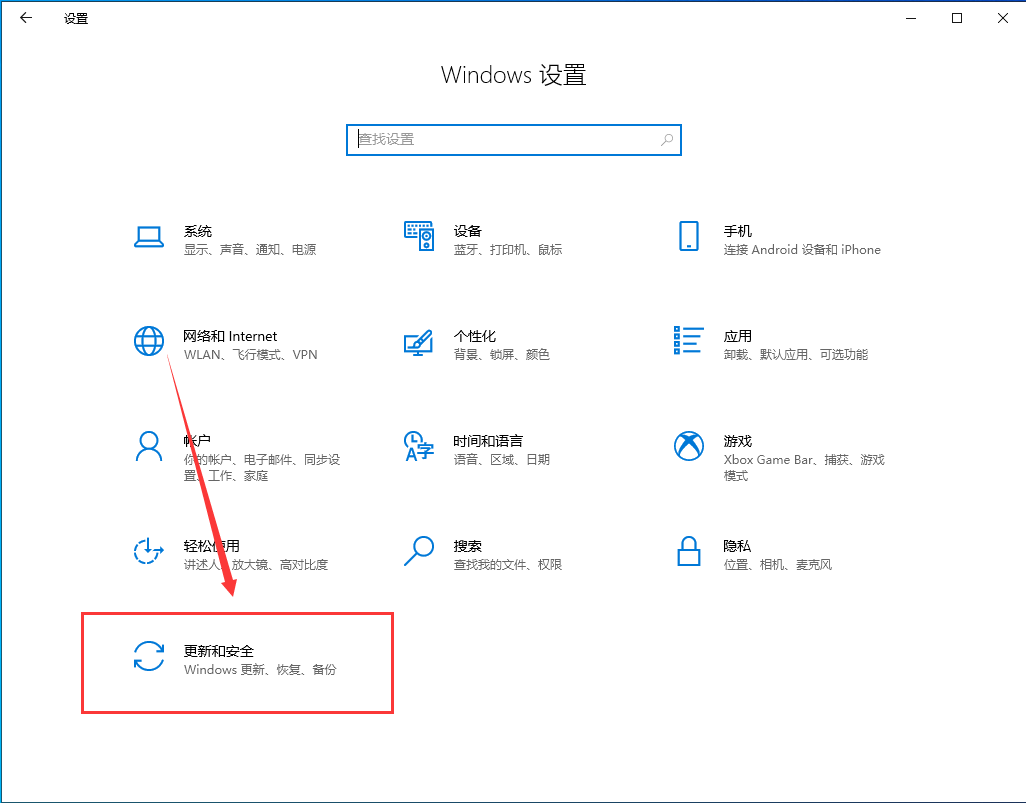 设置
Windows 设置
查找设置
系统
显示、声音、通知、电源
设备
蓝牙、打印机、鼠标
手机
连接 Android 设备和 iPhone
网络和 Internet
WLAN、飞行模式、VPN
个性化
背景、锁屏、颜色
应用
卸载、默认应用、可选功能
帐户
你的帐户、电子邮件、同步设
置、工作、家庭
时间和语言
语音、区域、日期
游戏
Xbox Game Bar、捕获、游戏
模式
轻松使用
讲述人、放大镜、高对比度
搜索
查找我的文件、权限
隐私
位置、相机、麦克风
更新和安全
Windows 更新、恢复、备份